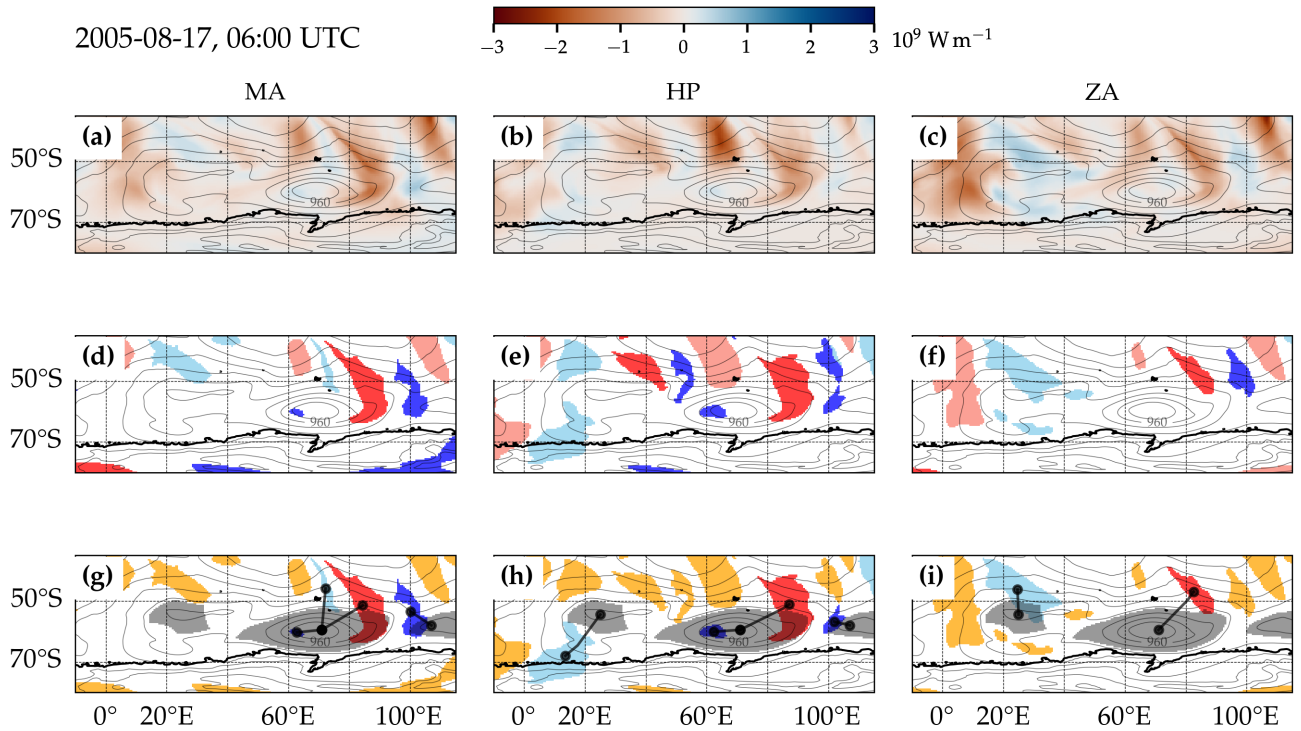 2005-08-17, 06:00 UTC
−3 −2 −1 0 1 2 3 10⁹ W m⁻¹
MA HP ZA
(a) (b) (c)
50°S
70°S
960 960 960
(d) (e) (f)
50°S
70°S
960 960 960
(g) (h) (i)
50°S
70°S
960 960 960
0° 20°E 60°E 100°E 0° 20°E 60°E 100°E 0° 20°E 60°E 100°E